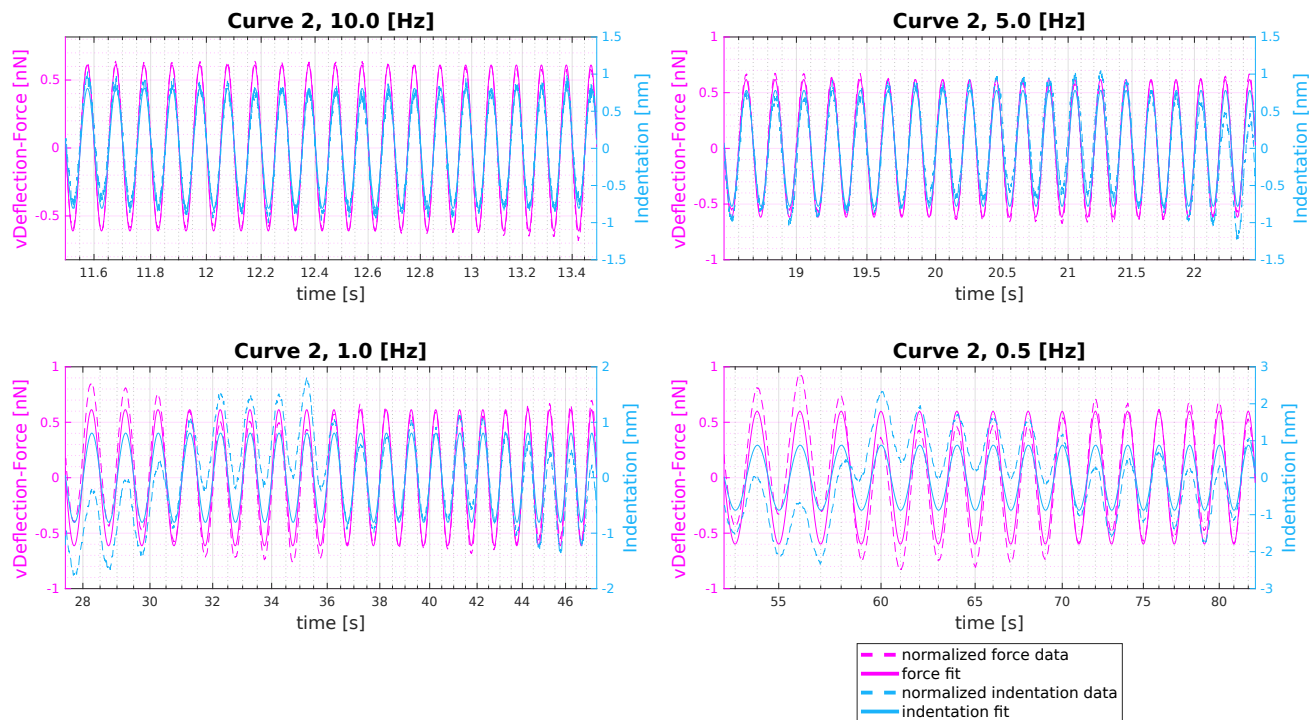 Curve 2, 10.0 [Hz]
vDeflection-Force [nN]
0.5
0
-0.5
1.5
1
0.5
0
-0.5
-1
-1.5
Indentation [nm]
11.6 11.8 12 12.2 12.4 12.6 12.8 13 13.2 13.4
time [s]
Curve 2, 5.0 [Hz]
vDeflection-Force [nN]
1
0.5
0
-0.5
-1
1.5
1
0.5
0
-0.5
-1
-1.5
Indentation [nm]
19 19.5 20 20.5 21 21.5 22
time [s]
Curve 2, 1.0 [Hz]
vDeflection-Force [nN]
1
0.5
0
-0.5
-1
2
1
0
-1
-2
Indentation [nm]
28 30 32 34 36 38 40 42 44 46
time [s]
Curve 2, 0.5 [Hz]
vDeflection-Force [nN]
1
0.5
0
-0.5
-1
3
2
1
0
-1
-2
-3
Indentation [nm]
55 60 65 70 75 80
time [s]
normalized force data
force fit
normalized indentation data
indentation fit